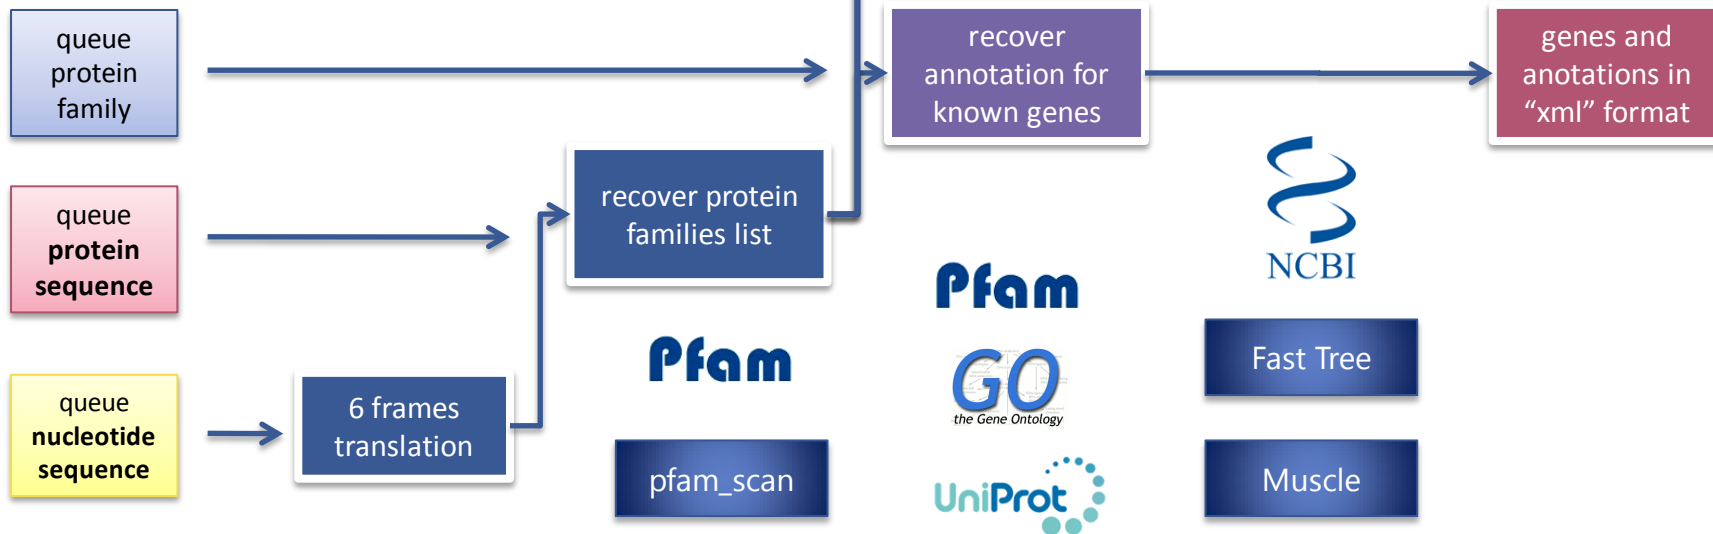 queue
protein
family
recover
annotation for
known genes
genes and
anotations in
“xml” format
queue
protein
sequence
recover protein
families list
NCBI
Pfam
Pfam
Fast Tree
GO
the Gene Ontology
queue
nucleotide
sequence
6 frames
translation
pfam_scan
UniProt
Muscle